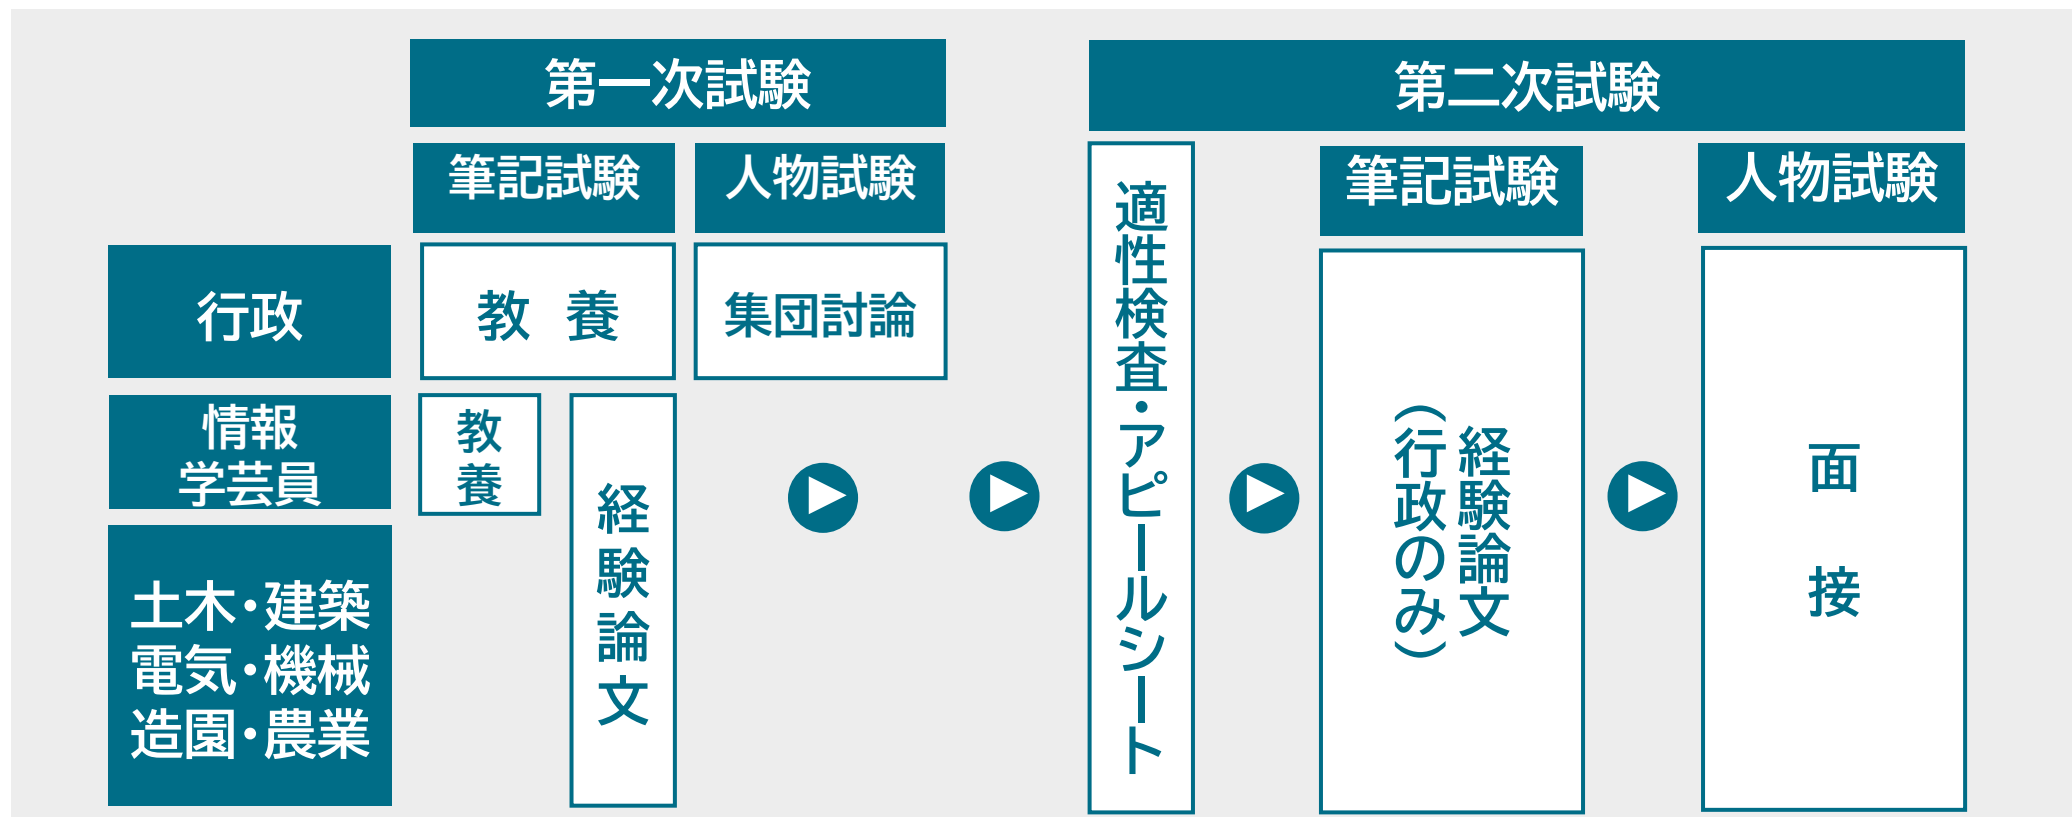 第一次試験
第二次試験
筆記試験
人物試験
筆記試験
人物試験
適性検査・アピールシート
行政
教 養
集団討論
情報
学芸員
教
養
経験論文
土木・建築
電気・機械
造園・農業
経験論文
（行政のみ）
面 接